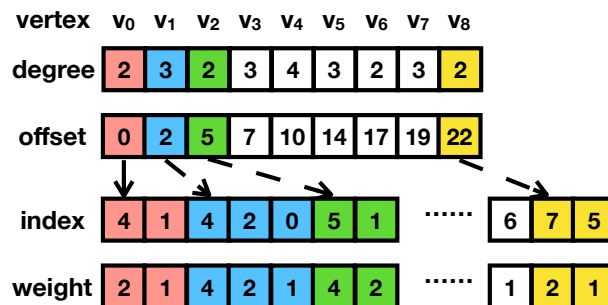 vertex v₀ v₁ v₂ v₃ v₄ v₅ v₆ v₇ v₈
degree 2 3 2 3 4 3 2 3 2
offset 0 2 5 7 10 14 17 19 22
index 4 1 4 2 0 5 1 ...... 6 7 5
weight 2 1 4 2 1 4 2 ...... 1 2 1